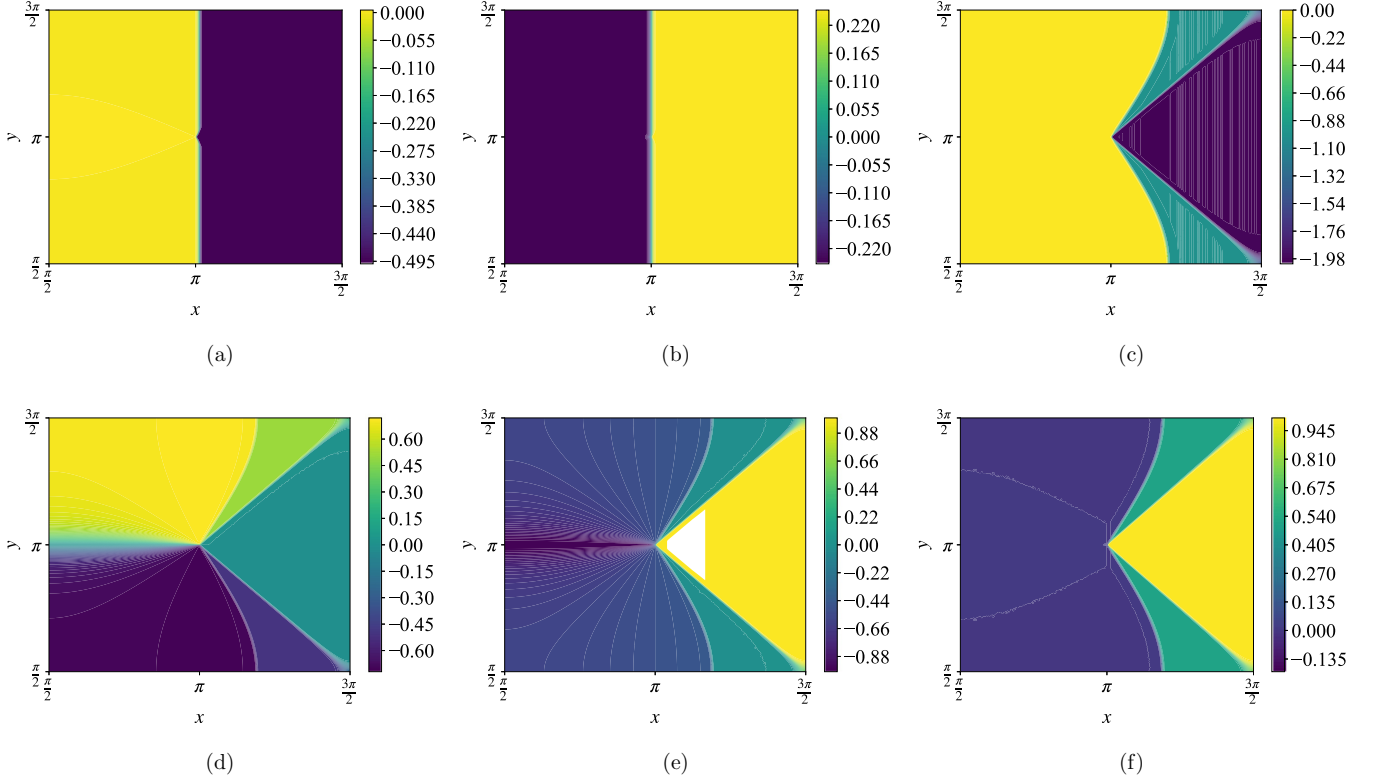 3π/2
π
π/2
y
π/2
π
3π/2
x
0.000
−0.055
−0.110
−0.165
−0.220
−0.275
−0.330
−0.385
−0.440
−0.495
(a)
3π/2
π
π/2
y
π/2
π
3π/2
x
0.220
0.165
0.110
0.055
0.000
−0.055
−0.110
−0.165
−0.220
(b)
3π/2
π
π/2
y
π/2
π
3π/2
x
0.00
−0.22
−0.44
−0.66
−0.88
−1.10
−1.32
−1.54
−1.76
−1.98
(c)
3π/2
π
π/2
y
π/2
π
3π/2
x
0.60
0.45
0.30
0.15
0.00
−0.15
−0.30
−0.45
−0.60
(d)
3π/2
π
π/2
y
π/2
π
3π/2
x
0.88
0.66
0.44
0.22
0.00
−0.22
−0.44
−0.66
−0.88
(e)
3π/2
π
π/2
y
π/2
π
3π/2
x
0.945
0.810
0.675
0.540
0.405
0.270
0.135
0.000
−0.135
(f)